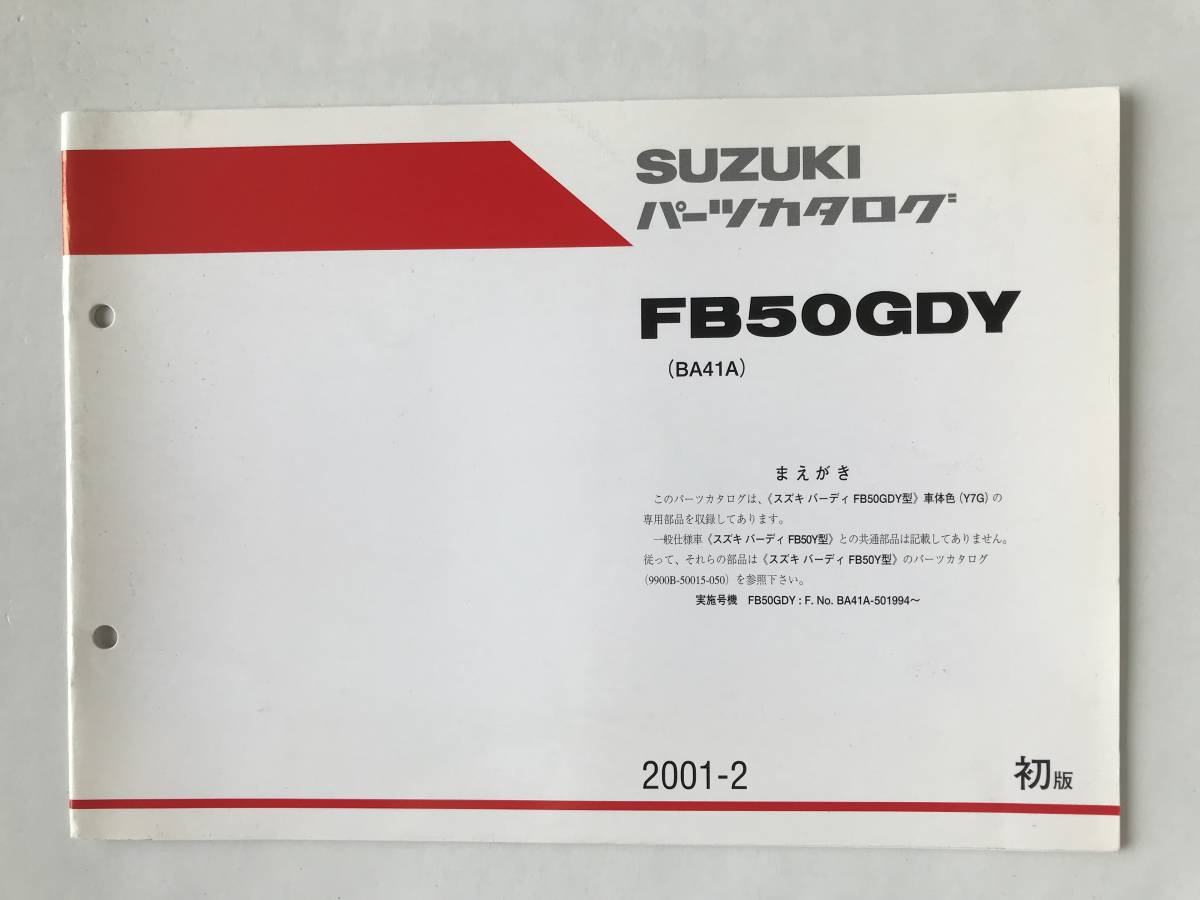 SUZUKI
パーツカタログ
FB50GDY
(BA41A)
まえがき
このパーツカタログは、《スズキ バーディ FB50GDY型》車体色(Y7G)の
専用部品を収録してあります。
一般仕様車《スズキ バーディ FB50Y型》との共通部品は記載してありません。
従って、それらの部品は《スズキ バーディ FB50Y型》のパーツカタログ
(9900B-50015-050)を参照下さい。
実施号機 FB50GDY : F. No. BA41A-501994〜
2001-2 初版